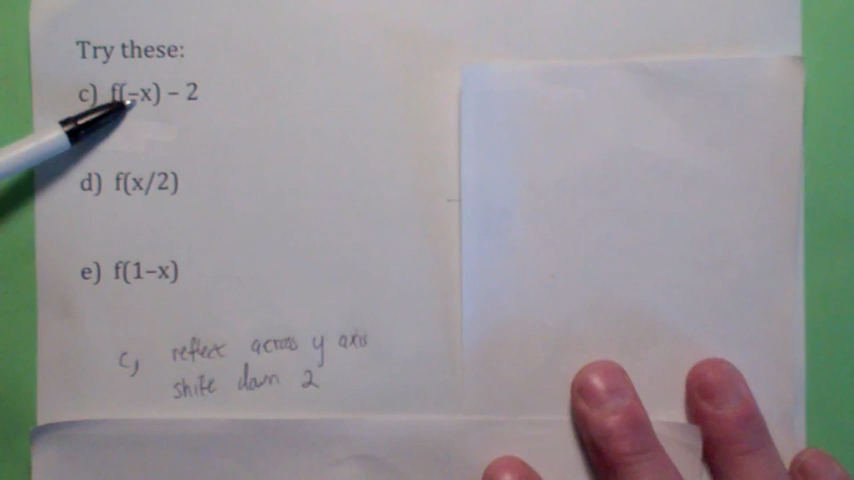 Try these:
c) f(–x) – 2
d) f(x/2)
e) f(1–x)
c, reflect across y axis
shift down 2